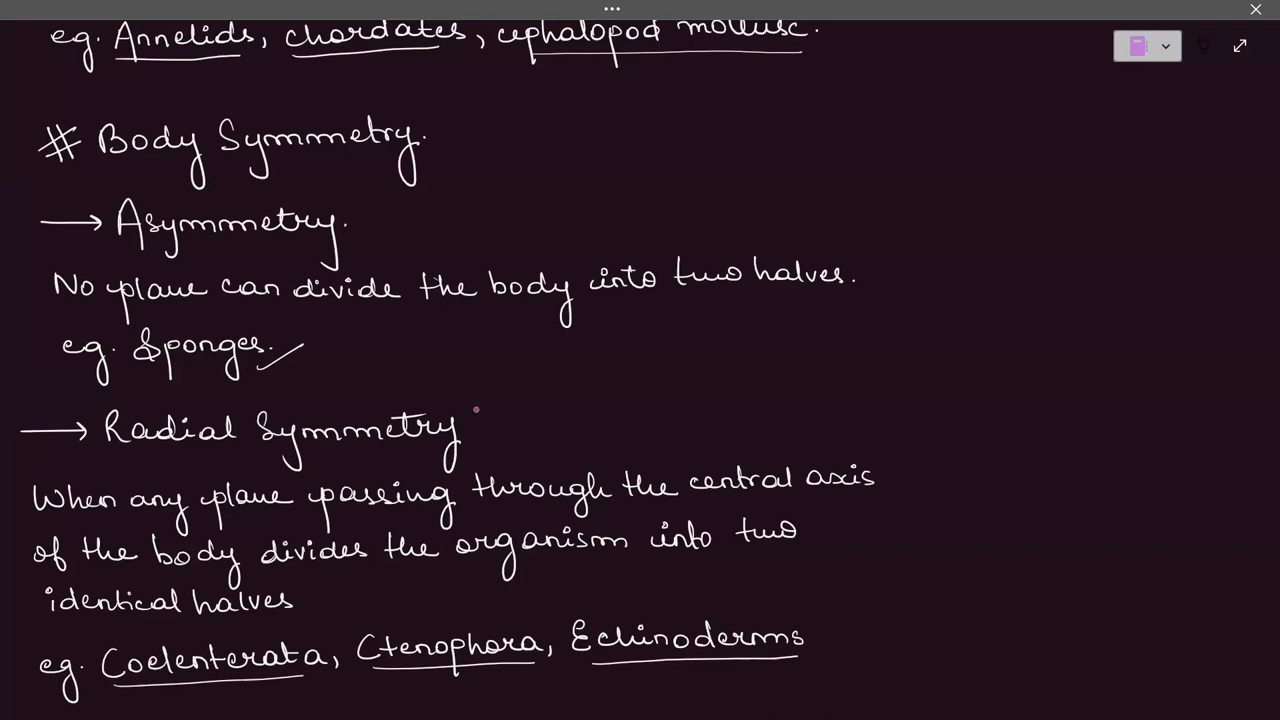 eg. Annelids, chordates, cephalopod mollusc.
# Body Symmetry.
→ Asymmetry.
No plane can divide the body into two halves.
eg. Sponges.
→ Radial Symmetry
When any plane passing through the central axis
of the body divides the organism into two
identical halves
eg. Coelenterata, Ctenophora, Echinoderms